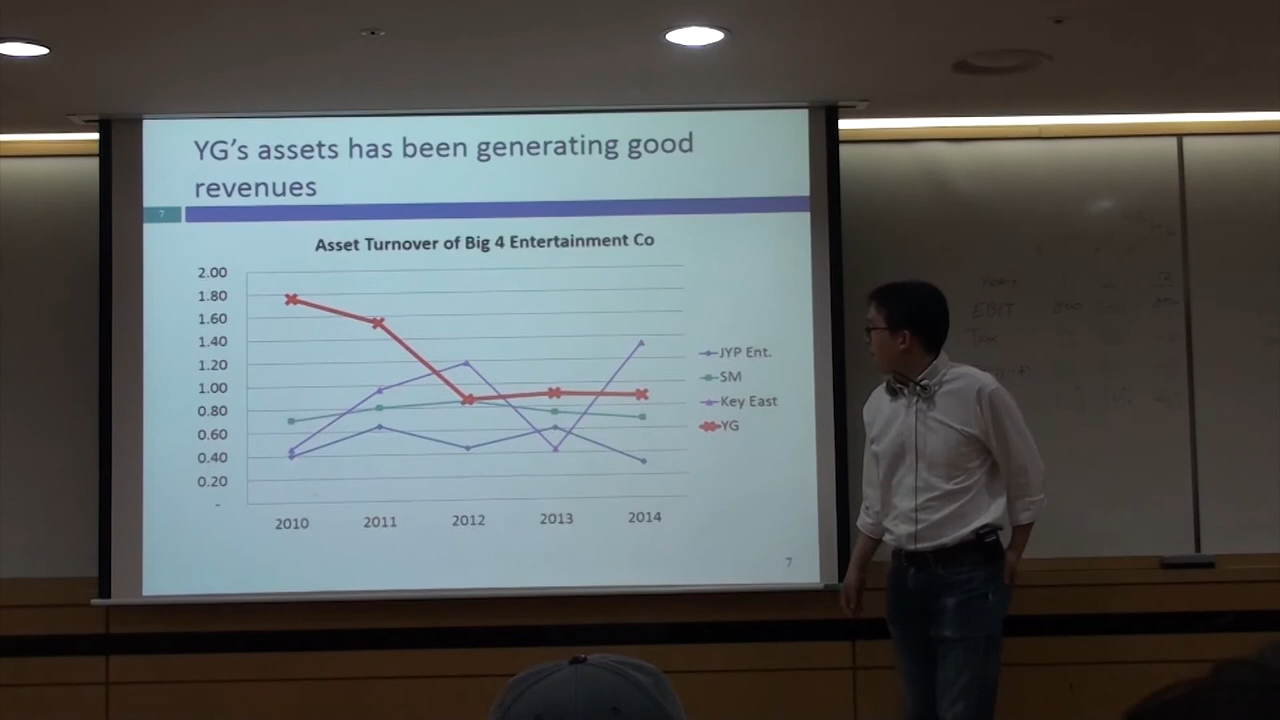 YG's assets has been generating good
revenues
7
Asset Turnover of Big 4 Entertainment Co
2.00
1.80
1.60
1.40
1.20
1.00
0.80
0.60
0.40
0.20
-
2010 2011 2012 2013 2014
JYP Ent.
SM
Key East
YG
7
EBIT
Tax